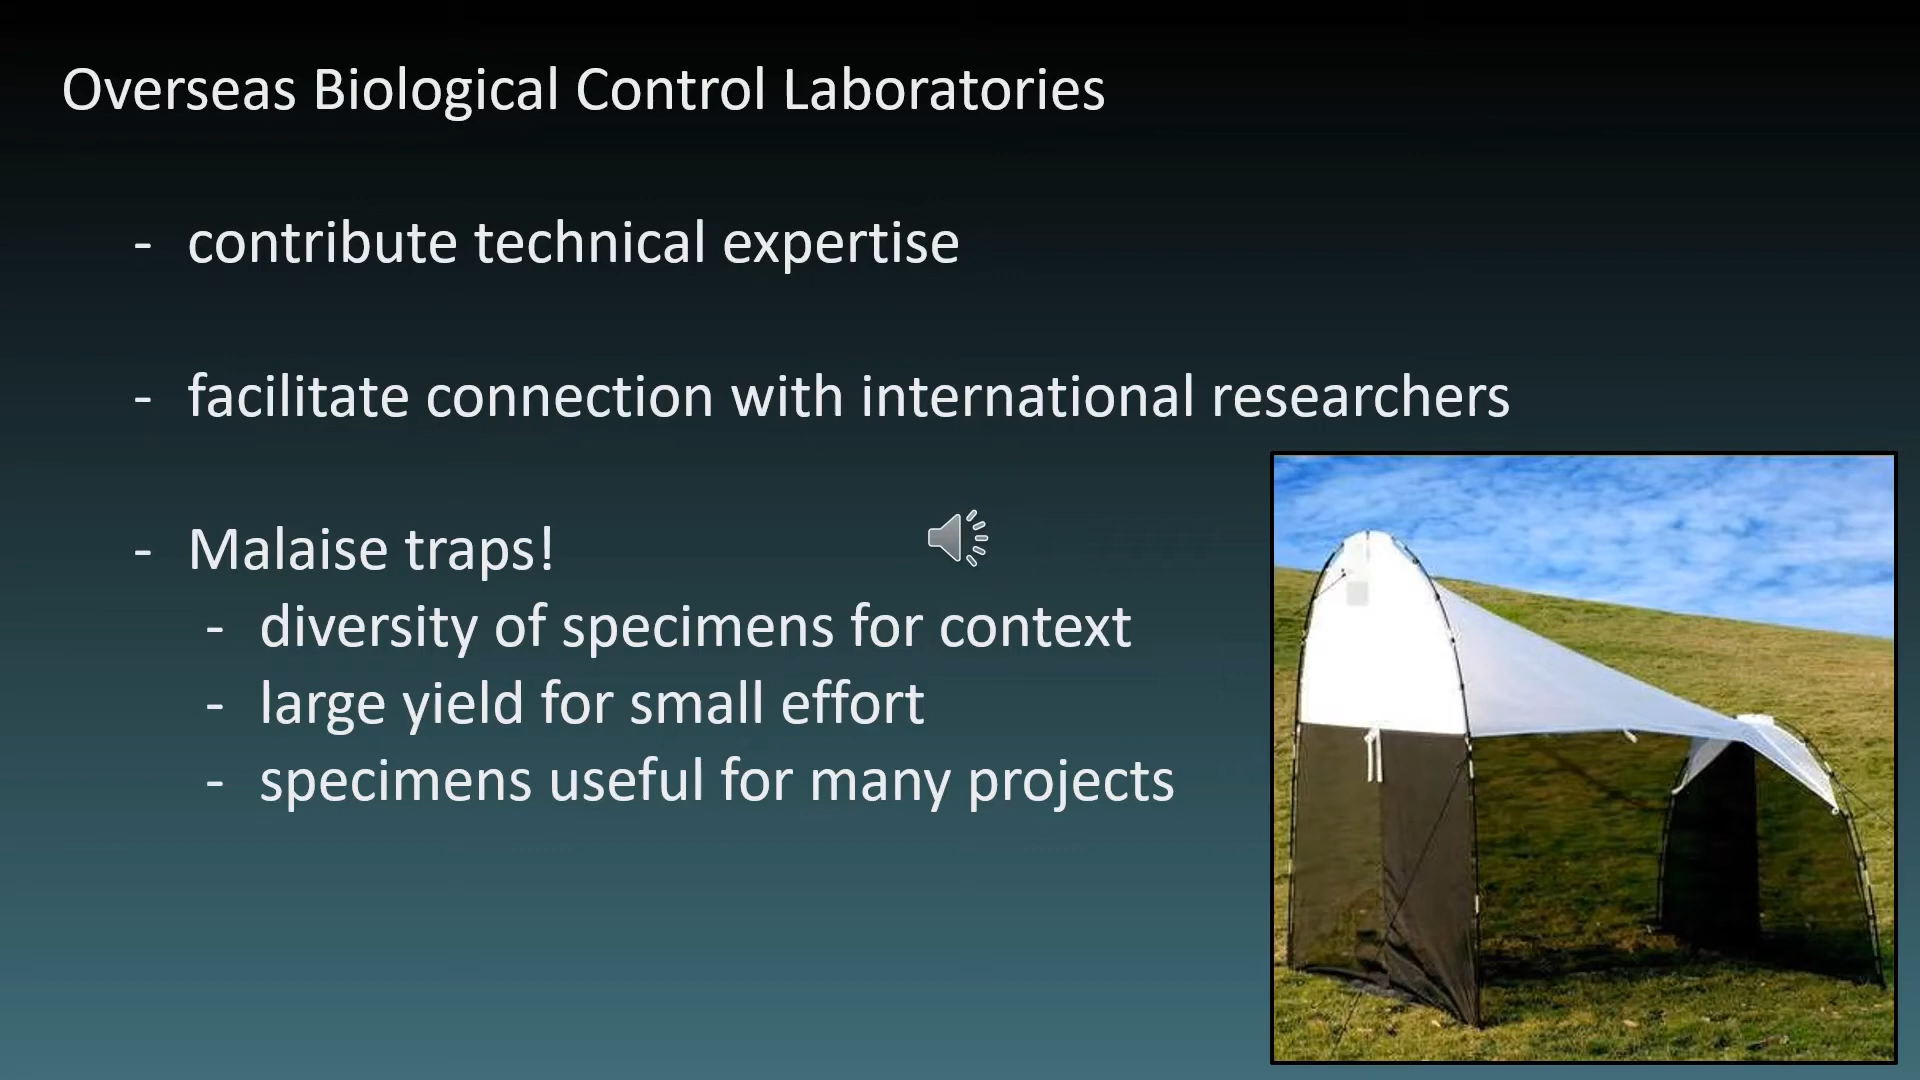 Overseas Biological Control Laboratories
- contribute technical expertise
- facilitate connection with international researchers
- Malaise traps!
- diversity of specimens for context
- large yield for small effort
- specimens useful for many projects